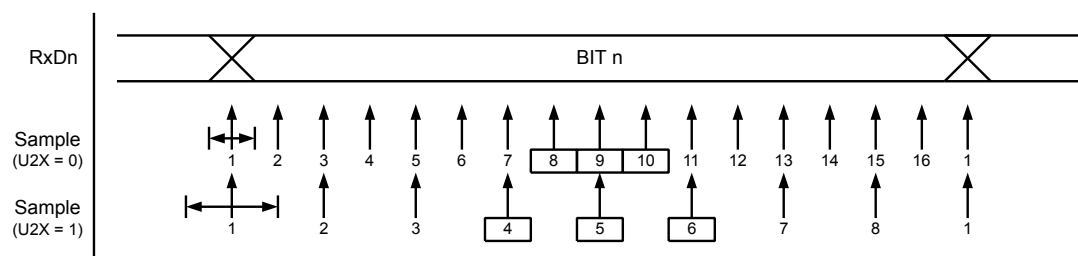 RxDn BIT n
Sample
(U2X = 0)
1 2 3 4 5 6 7 8 9 10 11 12 13 14 15 16 1
Sample
(U2X = 1)
1 2 3 4 5 6 7 8 1